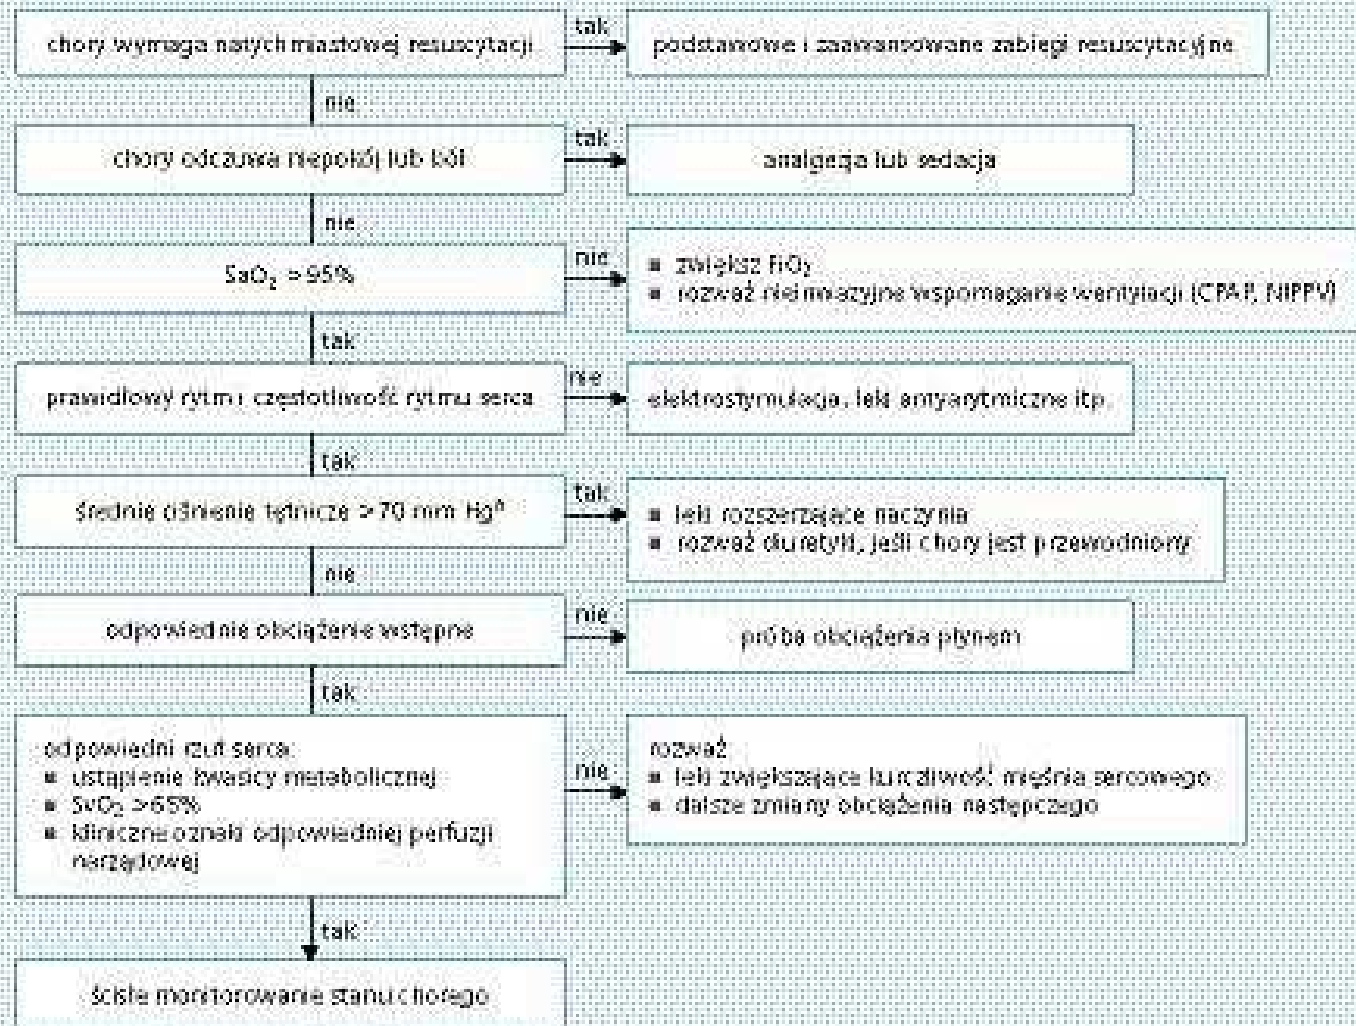 chory wymaga natychmiastowej resuscytacji
tak
podstawowe i zaawansowane zabiegi resuscytacyjne
nie
chory odczuwa niepokój lub ból
tak
analgezja lub sedacja
nie
SaO₂ >95%
nie
▪ zwiększ FiO₂
▪ rozważ nieinwazyjne wspomaganie wentylacji (CPAP, NIPPV)
tak
prawidłowy rytm i częstotliwość rytmu serca
nie
elektrostymulacja, leki antyarytmiczne itp.
tak
średnie ciśnienie tętnicze >70 mm Hgᵃ
tak
▪ leki rozszerzające naczynia
▪ rozważ diuretyki, jeśli chory jest przewodniony
nie
odpowiednie obciążenie wstępne
nie
próba obciążenia płynem
tak
odpowiedni rzut serca:
▪ ustąpienie kwasicy metabolicznej
▪ SvO₂ >65%
▪ kliniczne oznaki odpowiedniej perfuzji
narządowej
nie
rozważ:
▪ leki zwiększające kurczliwość mięśnia sercowego
▪ dalsze zmiany obciążenia następczego
tak
ścisłe monitorowanie stanu chorego